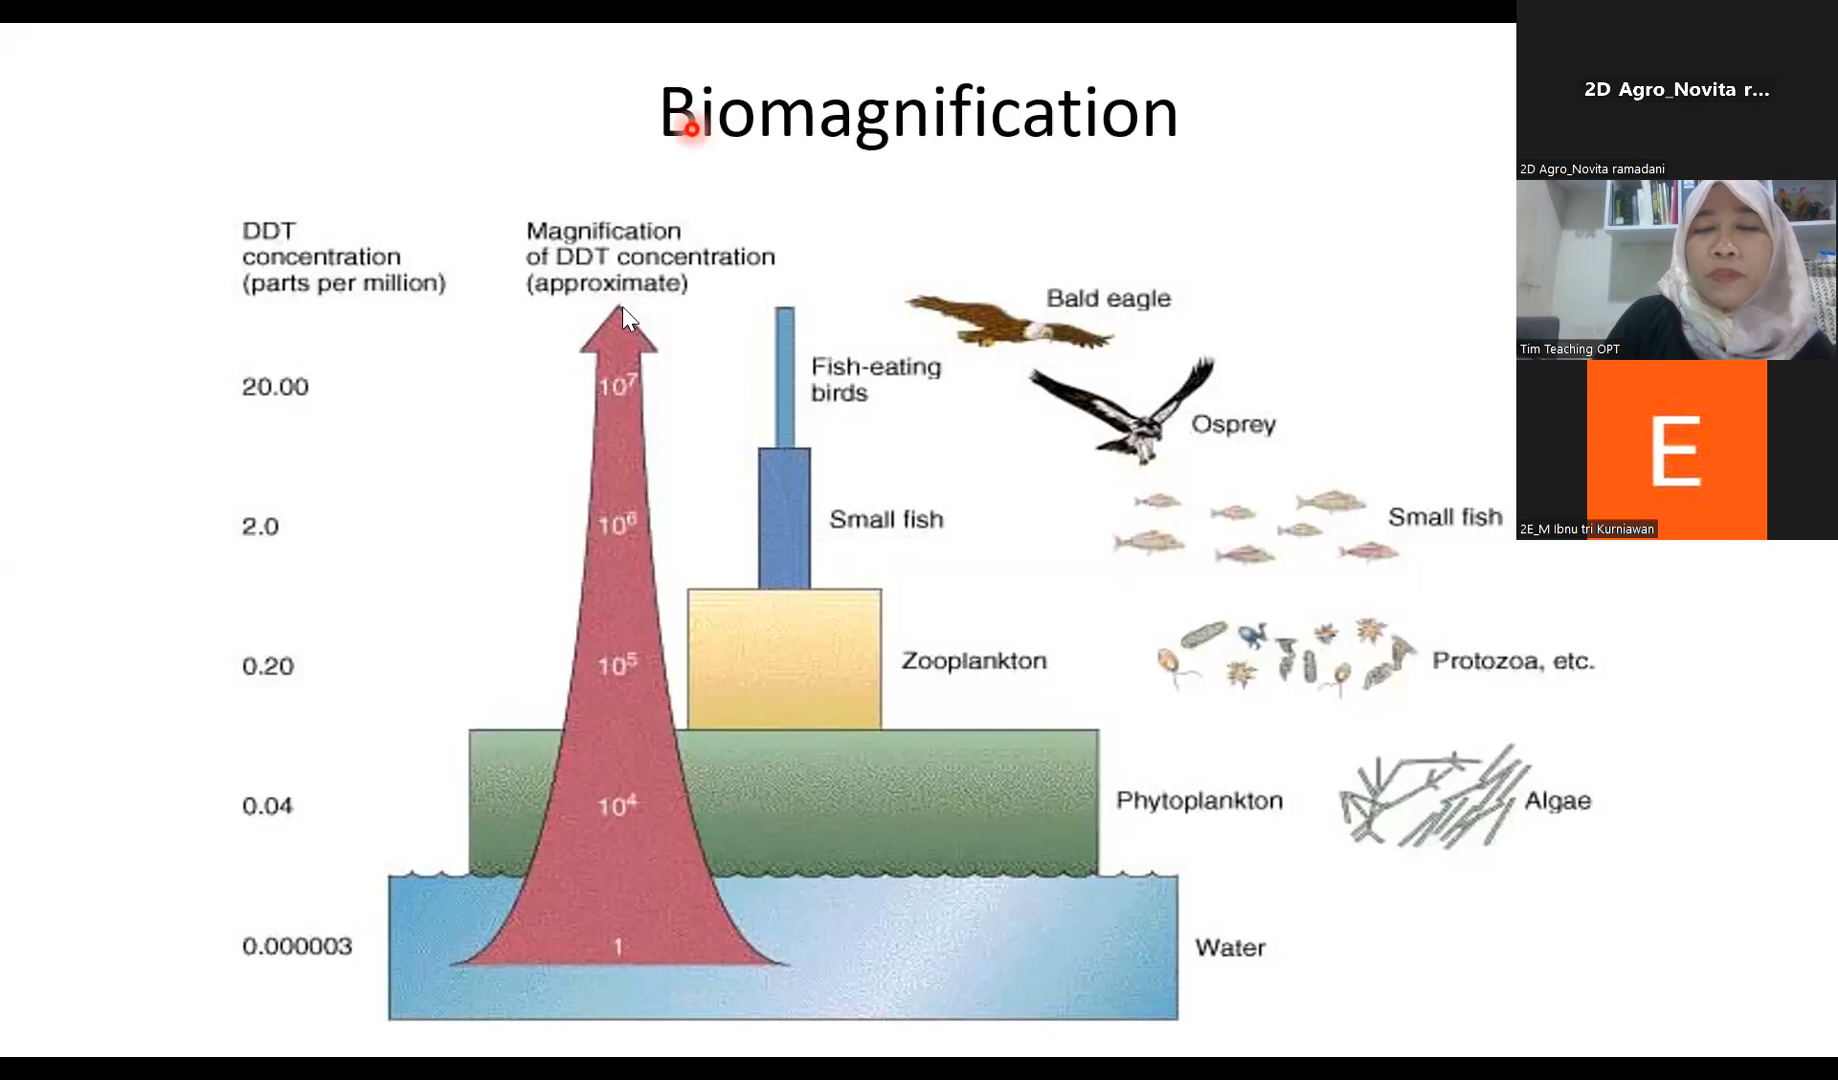 Biomagnification
DDT
concentration
(parts per million)
Magnification
of DDT concentration
(approximate)
Bald eagle
20.00
10⁷
Fish-eating
birds
Osprey
2.0
10⁶
Small fish
Small fish
0.20
10⁵
Zooplankton
Protozoa, etc.
0.04
10⁴
Phytoplankton
Algae
0.000003
1
Water
2D Agro_Novita r...
2D Agro_Novita ramadani
Tim Teaching OPT
E
2E_M Ibnu tri Kurniawan